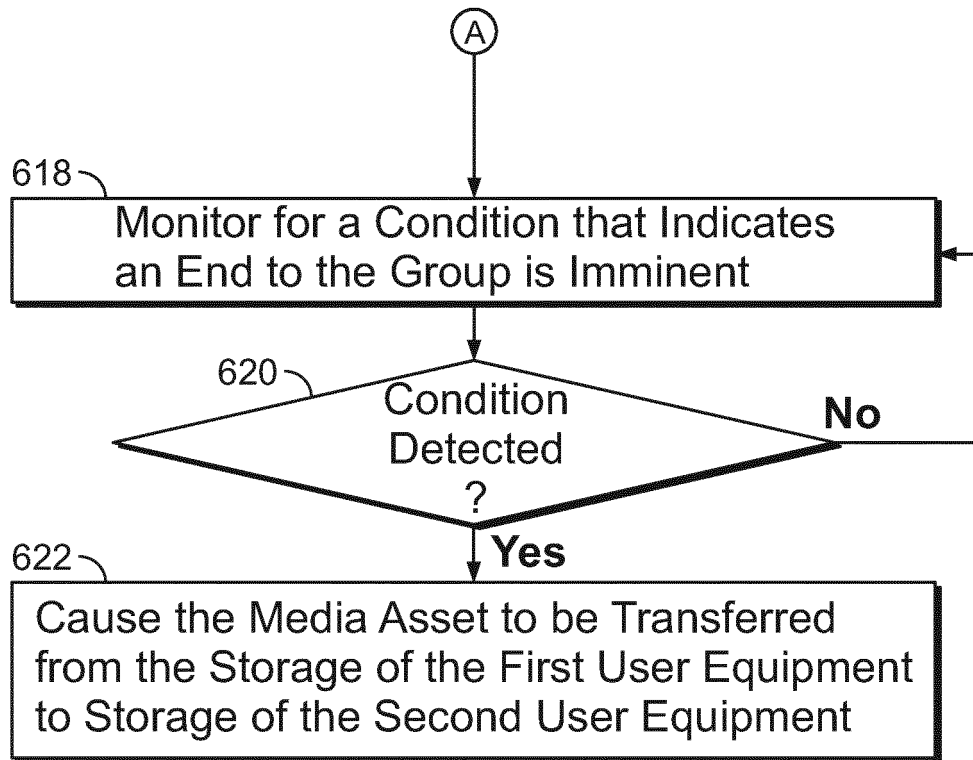 A
618
Monitor for a Condition that Indicates
an End to the Group is Imminent
620
Condition
Detected
?
No
Yes
622
Cause the Media Asset to be Transferred
from the Storage of the First User Equipment
to Storage of the Second User Equipment